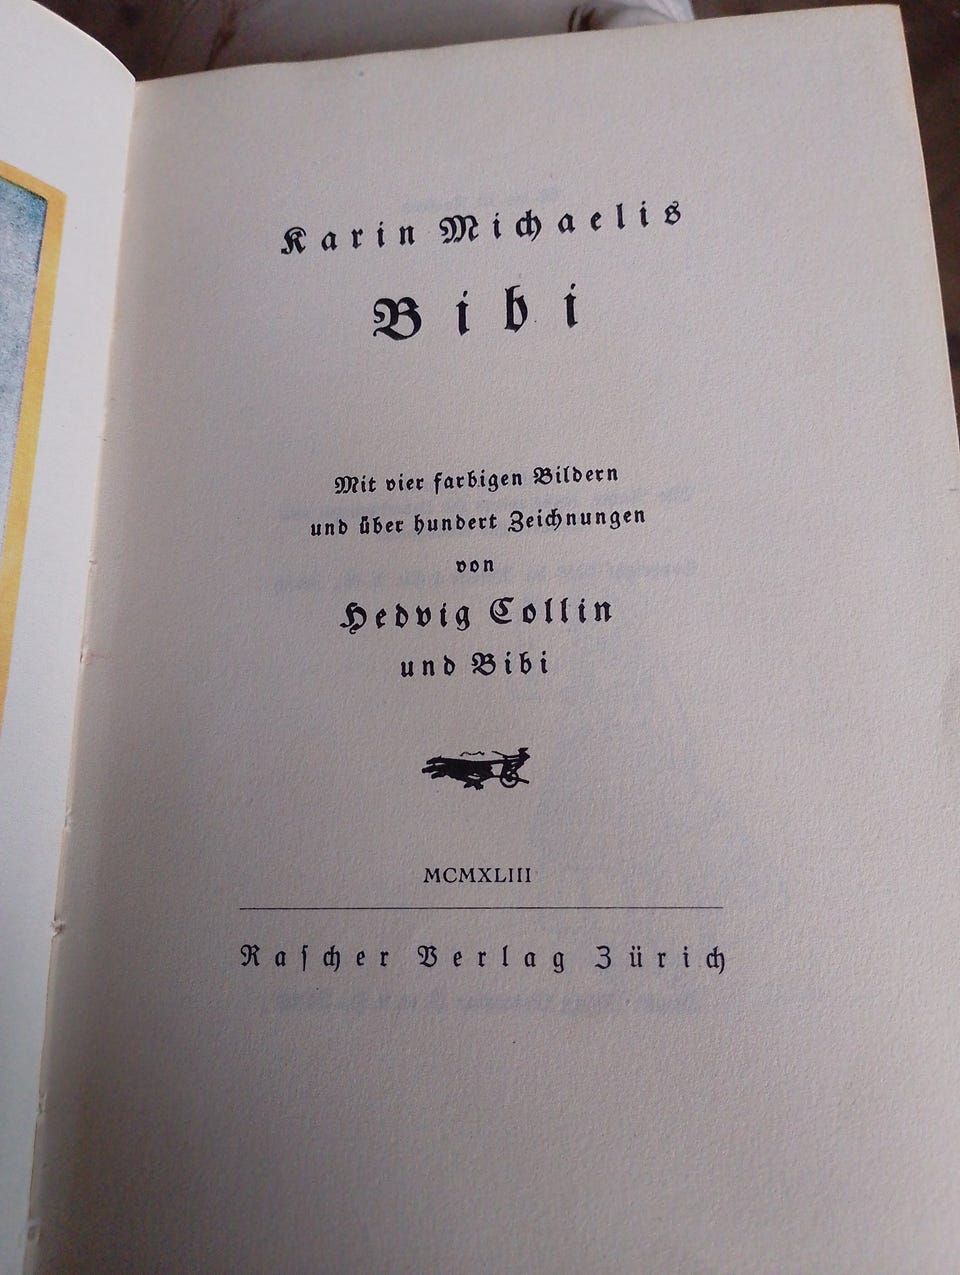 Karin Michaelis
Bibi
Mit vier farbigen Bildern
und über hundert Zeichnungen
von
Hedvig Collin
und Bibi
MCMXLIII
Rascher Verlag Zürich